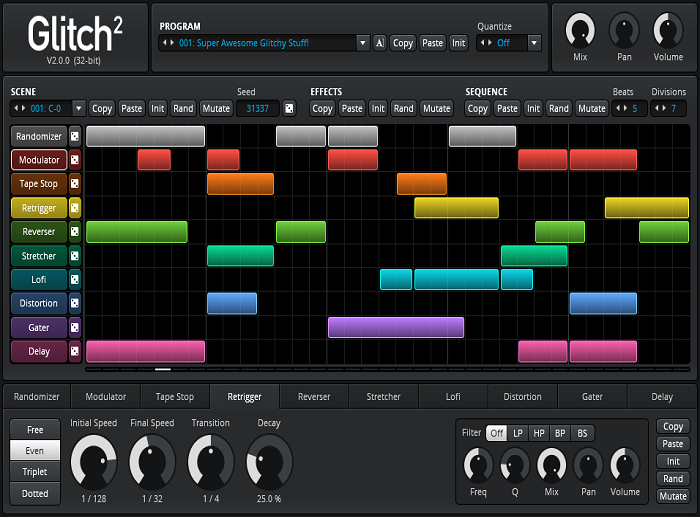 Glitch2
V2.0.0 (32-bit)
PROGRAM
001: Super Awesome Glitchy Stuff!
A Copy Paste Init
Quantize
Off
Mix Pan Volume
SCENE
001: C-0
Copy Paste Init Rand Mutate
Seed
31337
EFFECTS
Copy Paste Init Rand Mutate
SEQUENCE
Copy Paste Init Rand Mutate
Beats
5
Divisions
7
Randomizer
Modulator
Tape Stop
Retrigger
Reverser
Stretcher
Lofi
Distortion
Gater
Delay
Randomizer Modulator Tape Stop Retrigger Reverser Stretcher Lofi Distortion Gater Delay
Free
Even
Triplet
Dotted
Initial Speed Final Speed Transition Decay
1 / 128 1 / 32 1 / 4 25.0 %
Filter Off LP HP BP BS
Freq Q Mix Pan Volume
Copy
Paste
Init
Rand
Mutate